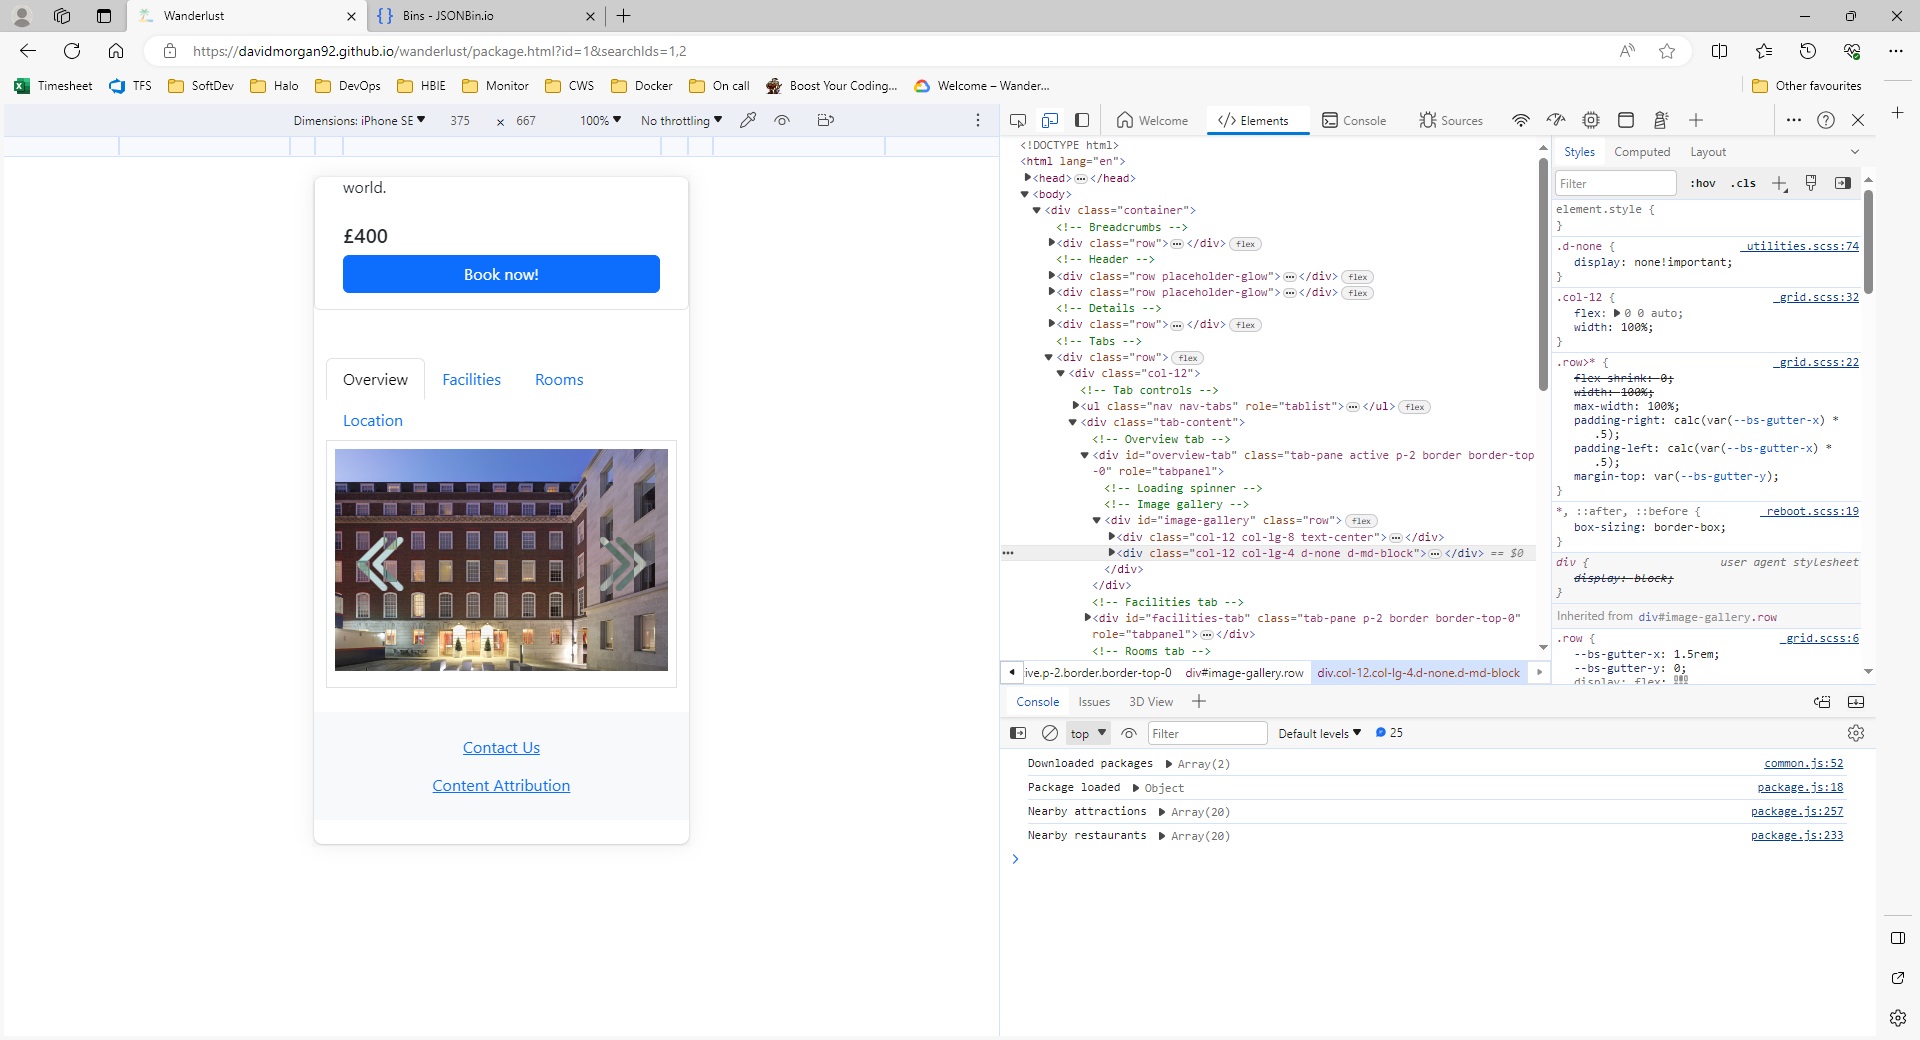 Wanderlust
Bins - JSONBin.io
https://davidmorgan92.github.io/wanderlust/package.html?id=1&searchIds=1,2
Timesheet TFS SoftDev Halo DevOps HBIE Monitor CWS Docker On call Boost Your Coding... Welcome – Wander... Other favourites
Dimensions: iPhone SE 375 × 667 100% No throttling
world.
£400
Book now!
Overview Facilities Rooms
Location
Contact Us
Content Attribution
Welcome </> Elements Console Sources
<!DOCTYPE html>
<html lang="en">
<head> ••• </head>
<body>
<div class="container">
<!-- Breadcrumbs -->
<div class="row"> ••• </div> flex
<!-- Header -->
<div class="row placeholder-glow"> ••• </div> flex
<div class="row placeholder-glow"> ••• </div> flex
<!-- Details -->
<div class="row"> ••• </div> flex
<!-- Tabs -->
<div class="row"> flex
<div class="col-12">
<!-- Tab controls -->
<ul class="nav nav-tabs" role="tablist"> ••• </ul> flex
<div class="tab-content">
<!-- Overview tab -->
<div id="overview-tab" class="tab-pane active p-2 border border-top
-0" role="tabpanel">
<!-- Loading spinner -->
<!-- Image gallery -->
<div id="image-gallery" class="row"> flex
<div class="col-12 col-lg-8 text-center"> ••• </div>
<div class="col-12 col-lg-4 d-none d-md-block"> ••• </div> == $0
</div>
</div>
<!-- Facilities tab -->
<div id="facilities-tab" class="tab-pane p-2 border border-top-0"
role="tabpanel"> ••• </div>
<!-- Rooms tab -->
ive.p-2.border.border-top-0 div#image-gallery.row div.col-12.col-lg-4.d-none.d-md-block
Styles Computed Layout
Filter :hov .cls
element.style {
}
.d-none { _utilities.scss:74
display: none!important;
}
.col-12 { _grid.scss:32
flex: 0 0 auto;
width: 100%;
}
.row>* { _grid.scss:22
flex-shrink: 0;
width: 100%;
max-width: 100%;
padding-right: calc(var(--bs-gutter-x) *
.5);
padding-left: calc(var(--bs-gutter-x) *
.5);
margin-top: var(--bs-gutter-y);
}
*, ::after, ::before { _reboot.scss:19
box-sizing: border-box;
}
div { user agent stylesheet
display: block;
}
Inherited from div#image-gallery.row
.row { _grid.scss:6
--bs-gutter-x: 1.5rem;
--bs-gutter-y: 0;
display: flex;
Console Issues 3D View
top Filter Default levels 25
Downloaded packages Array(2) common.js:52
Package loaded Object package.js:18
Nearby attractions Array(20) package.js:257
Nearby restaurants Array(20) package.js:233